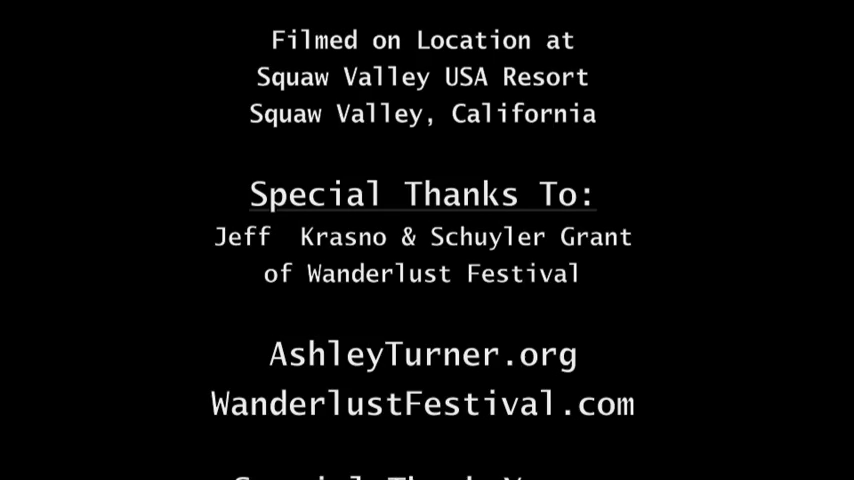 Filmed on Location at
Squaw Valley USA Resort
Squaw Valley, California
Special Thanks To:
Jeff Krasno & Schuyler Grant
of Wanderlust Festival
AshleyTurner.org
WanderlustFestival.com